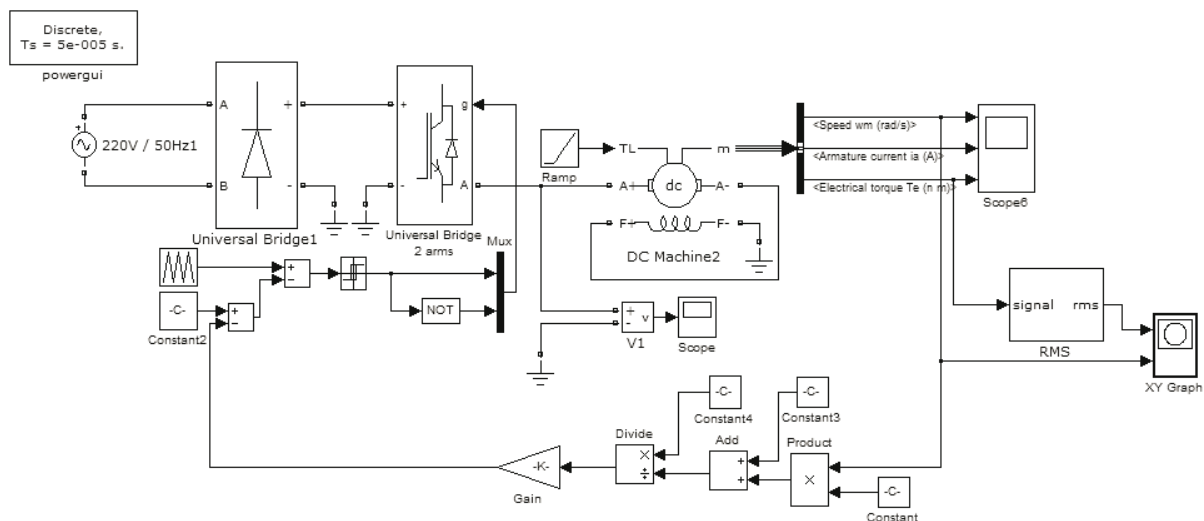 Discrete,
Ts = 5e-005 s.
powergui
220V / 50Hz1
A
B
+
-
Universal Bridge1
+
-
g
A
Universal Bridge
2 arms
Ramp
TL
m
A+
dc
A-
F+
F-
DC Machine2
<Speed wm (rad/s)>
<Armature current ia (A)>
<Electrical torque Te (n m)>
Scope6
Mux
+
-
-C-
+
-
Constant2
NOT
+
-
v
V1
Scope
signal
rms
RMS
XY Graph
-C-
Constant4
-C-
Constant3
Divide
×
÷
Add
+
+
Product
×
-K-
Gain
-C-
Constant